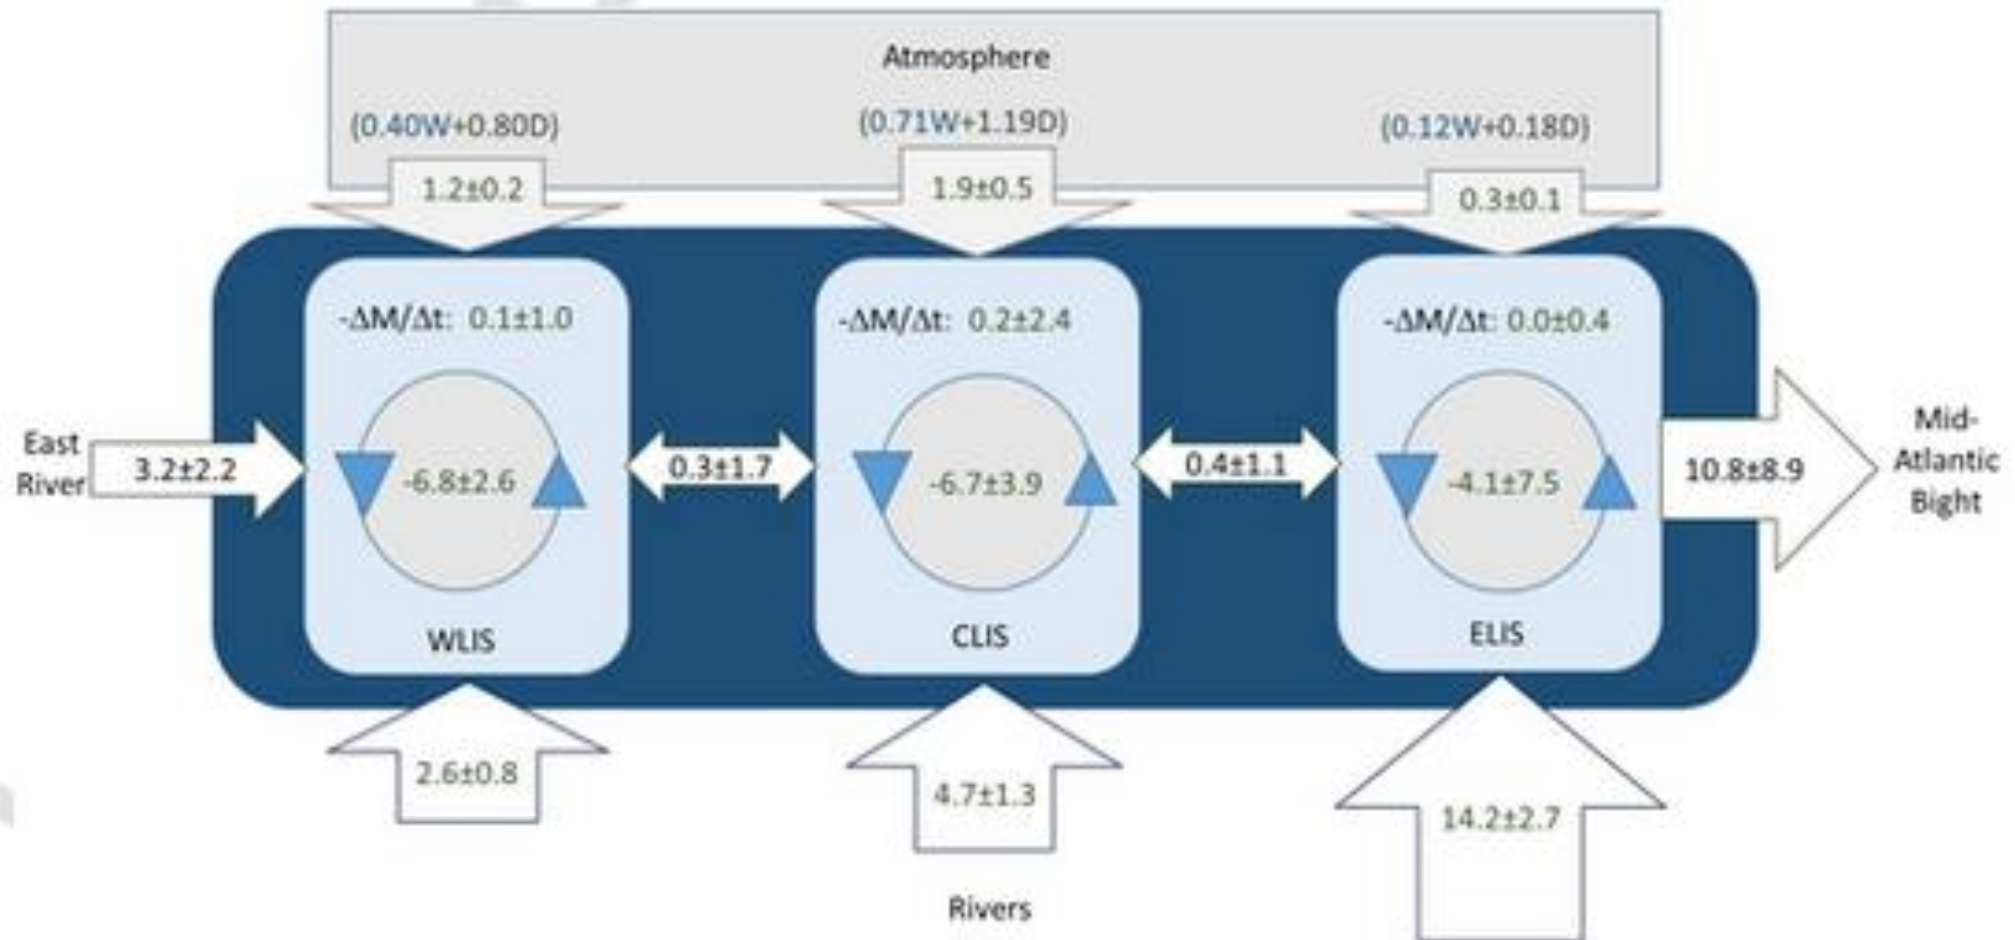 Atmosphere
(0.40W+0.80D)
(0.71W+1.19D)
(0.12W+0.18D)
1.2±0.2
1.9±0.5
0.3±0.1
-ΔM/Δt: 0.1±1.0
-ΔM/Δt: 0.2±2.4
-ΔM/Δt: 0.0±0.4
East
River
3.2±2.2
-6.8±2.6
0.3±1.7
-6.7±3.9
0.4±1.1
-4.1±7.5
10.8±8.9
Mid-
Atlantic
Bight
WLIS
CLIS
ELIS
2.6±0.8
4.7±1.3
14.2±2.7
Rivers